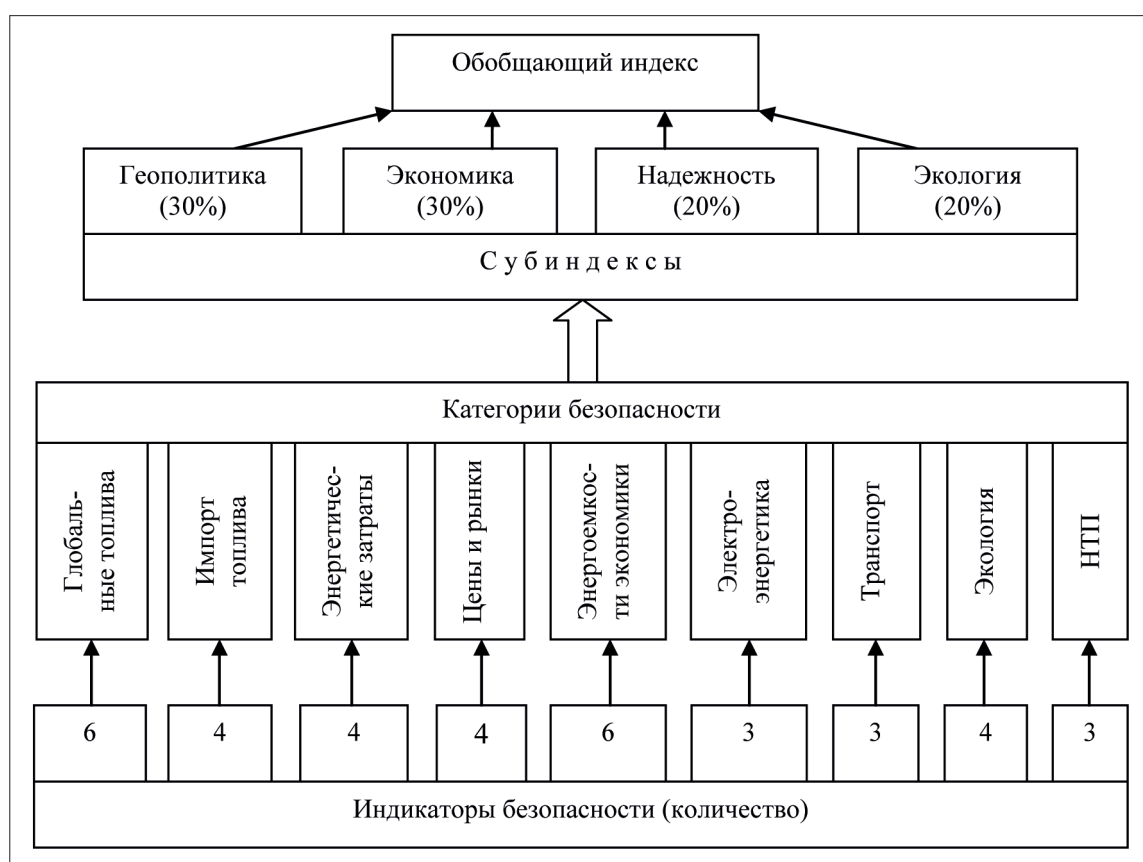 Обобщающий индекс
Геополитика
(30%)
Экономика
(30%)
Надежность
(20%)
Экология
(20%)
С у б и н д е к с ы
Категории безопасности
Глобаль-
ные топлива
Импорт
топлива
Энергетичес-
кие затраты
Цены и рынки
Энергоемкос-
ти экономики
Электро-
энергетика
Транспорт
Экология
НТП
6
4
4
4
6
3
3
4
3
Индикаторы безопасности (количество)